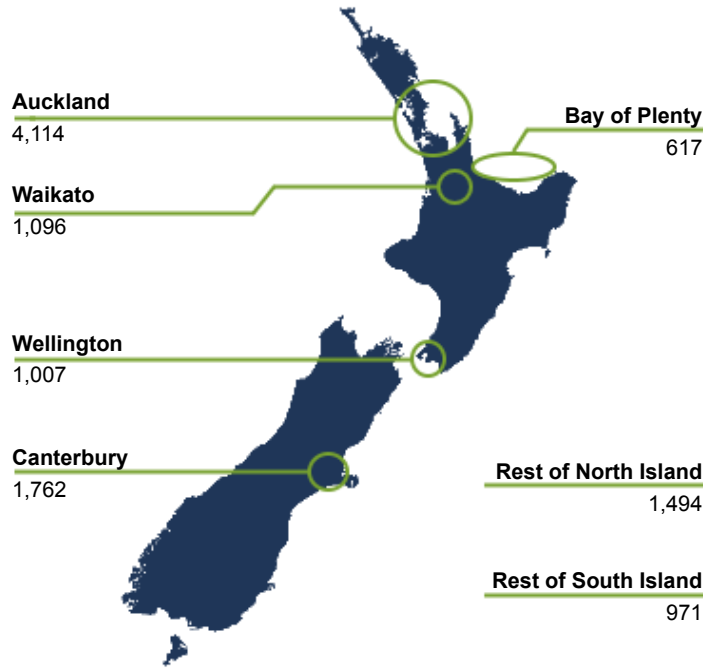 Auckland
4,114
Bay of Plenty
617
Waikato
1,096
Wellington
1,007
Canterbury
1,762
Rest of North Island
1,494
Rest of South Island
971